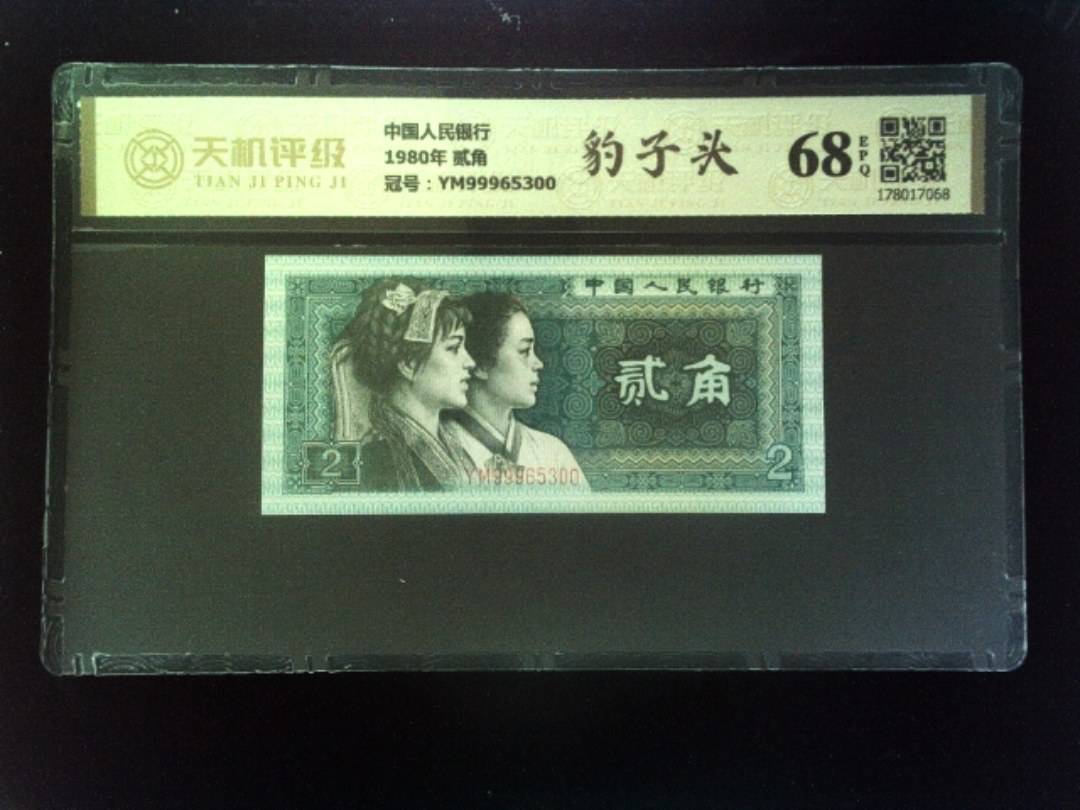 天机评级
TIAN JI PING JI
中国人民银行
1980年 贰角
冠号：YM99965300
豹子头
68
EPQ
178017068
中国人民银行
贰角
2
YM99965300
2